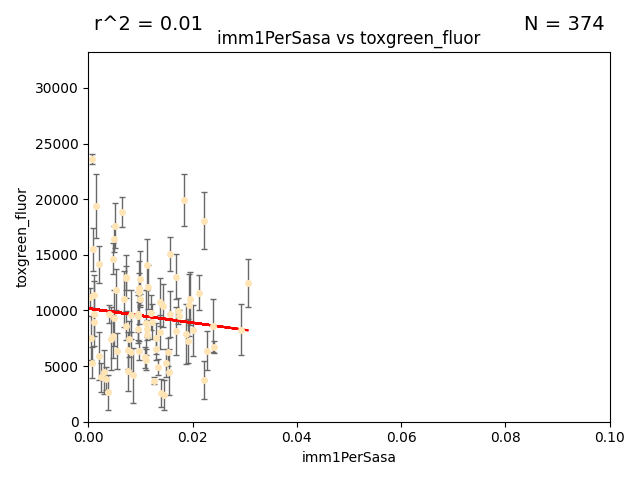 r^2 = 0.01
N = 374
imm1PerSasa vs toxgreen_fluor
toxgreen_fluor
30000
25000
20000
15000
10000
5000
0
0.00 0.02 0.04 0.06 0.08 0.10
imm1PerSasa